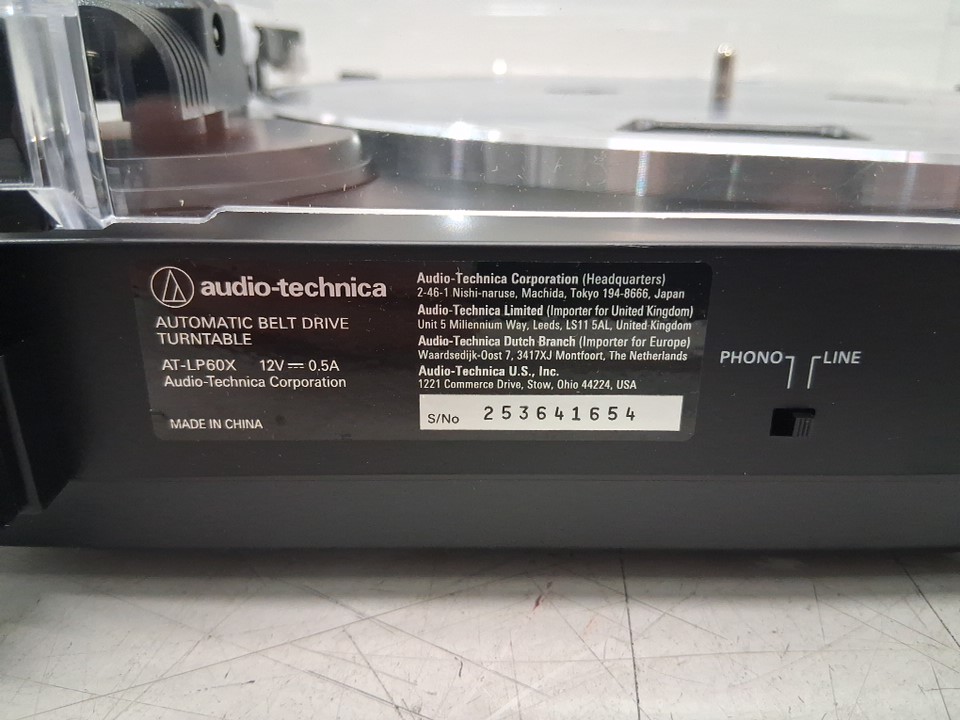 audio-technica
AUTOMATIC BELT DRIVE
TURNTABLE
AT-LP60X 12V ⎓ 0.5A
Audio-Technica Corporation
MADE IN CHINA
Audio-Technica Corporation (Headquarters)
2-46-1 Nishi-naruse, Machida, Tokyo 194-8666, Japan
Audio-Technica Limited (Importer for United Kingdom)
Unit 5 Millennium Way, Leeds, LS11 5AL, United Kingdom
Audio-Technica Dutch Branch (Importer for Europe)
Waardsedijk-Oost 7, 3417XJ Montfoort, The Netherlands
Audio-Technica U.S., Inc.
1221 Commerce Drive, Stow, Ohio 44224, USA
S/No 253641654
PHONO LINE